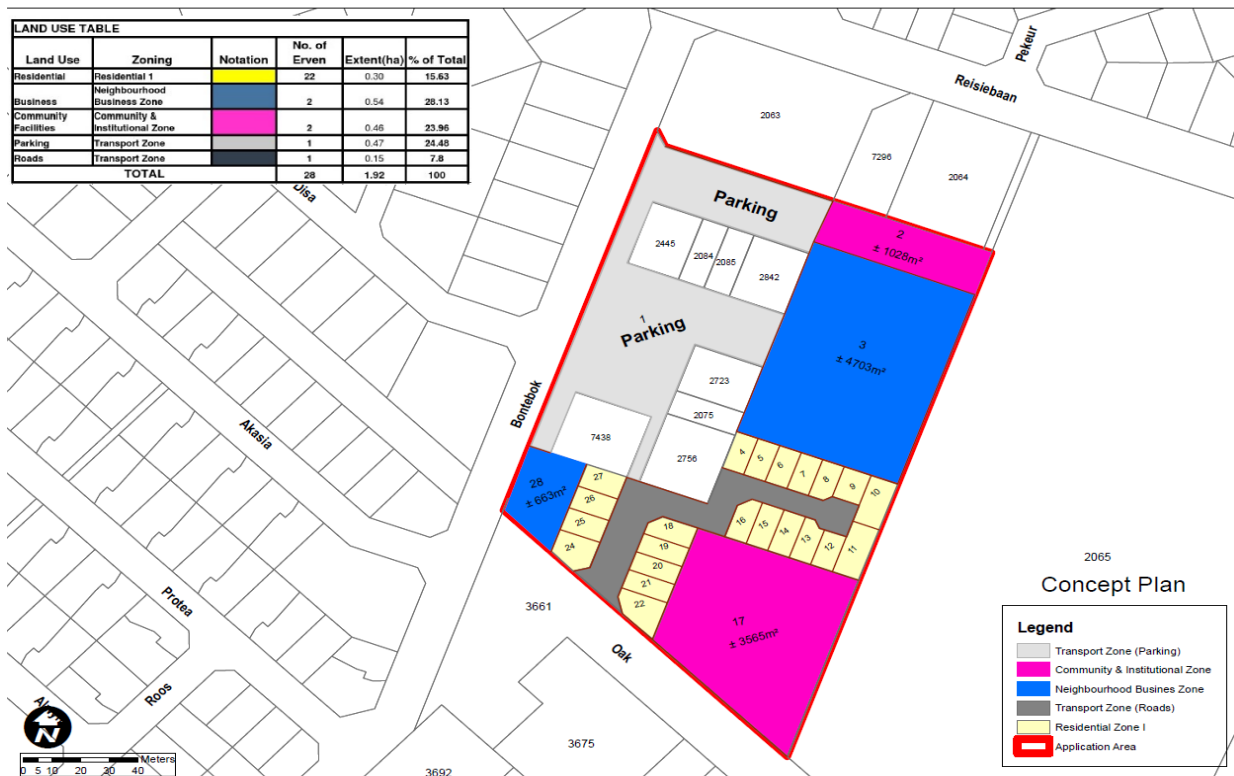 LAND USE TABLE
Land Use Zoning Notation No. of Erven Extent(ha) % of Total
Residential Residential 1 22 0.30 15.63
Business Neighbourhood Business Zone 2 0.54 28.13
Community Facilities Community & Institutional Zone 2 0.46 23.96
Parking Transport Zone 1 0.47 24.48
Roads Transport Zone 1 0.15 7.8
TOTAL 28 1.92 100
Pekeur
Reisiebaan
2063
7296
2064
Disa
Parking
2
± 1028m²
2445
2084
2085
2842
1
Parking
3
± 4703m²
2723
2075
2756
7438
Bontebok
Akasia
28
± 663m²
27
26
25
24
4
5
6
7
8
9
10
16
15
14
13
12
11
18
19
20
21
22
17
± 3565m²
2065
3661
Oak
Protea
Roos
3675
3692
Concept Plan
Legend
Transport Zone (Parking)
Community & Institutional Zone
Neighbourhood Busines Zone
Transport Zone (Roads)
Residential Zone I
Application Area
N
Meters
0 5 10 20 30 40